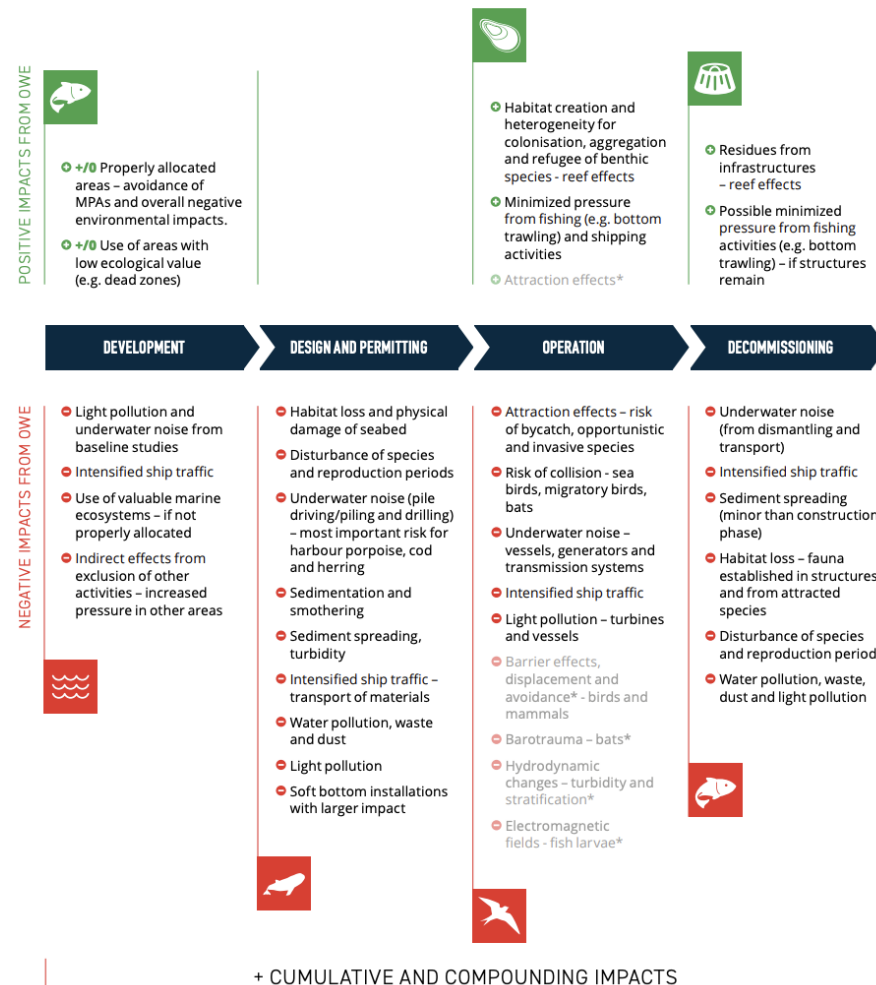 POSITIVE IMPACTS FROM OWE
+/0 Properly allocated
areas – avoidance of
MPAs and overall negative
environmental impacts.
+/0 Use of areas with
low ecological value
(e.g. dead zones)
Habitat creation and
heterogeneity for
colonisation, aggregation
and refugee of benthic
species - reef effects
Minimized pressure
from fishing (e.g. bottom
trawling) and shipping
activities
Attraction effects*
Residues from
infrastructures
– reef effects
Possible minimized
pressure from fishing
activities (e.g. bottom
trawling) – if structures
remain
DEVELOPMENT
DESIGN AND PERMITTING
OPERATION
DECOMMISSIONING
NEGATIVE IMPACTS FROM OWE
Light pollution and
underwater noise from
baseline studies
Intensified ship traffic
Use of valuable marine
ecosystems – if not
properly allocated
Indirect effects from
exclusion of other
activities – increased
pressure in other areas
Habitat loss and physical
damage of seabed
Disturbance of species
and reproduction periods
Underwater noise (pile
driving/piling and drilling)
– most important risk for
harbour porpoise, cod
and herring
Sedimentation and
smothering
Sediment spreading,
turbidity
Intensified ship traffic –
transport of materials
Water pollution, waste
and dust
Light pollution
Soft bottom installations
with larger impact
Attraction effects – risk
of bycatch, opportunistic
and invasive species
Risk of collision - sea
birds, migratory birds,
bats
Underwater noise –
vessels, generators and
transmission systems
Intensified ship traffic
Light pollution – turbines
and vessels
Barrier effects,
displacement and
avoidance* - birds and
mammals
Barotrauma – bats*
Hydrodynamic
changes – turbidity and
stratification*
Electromagnetic
fields - fish larvae*
Underwater noise
(from dismantling and
transport)
Intensified ship traffic
Sediment spreading
(minor than construction
phase)
Habitat loss – fauna
established in structures
and from attracted
species
Disturbance of species
and reproduction period
Water pollution, waste,
dust and light pollution
+ CUMULATIVE AND COMPOUNDING IMPACTS